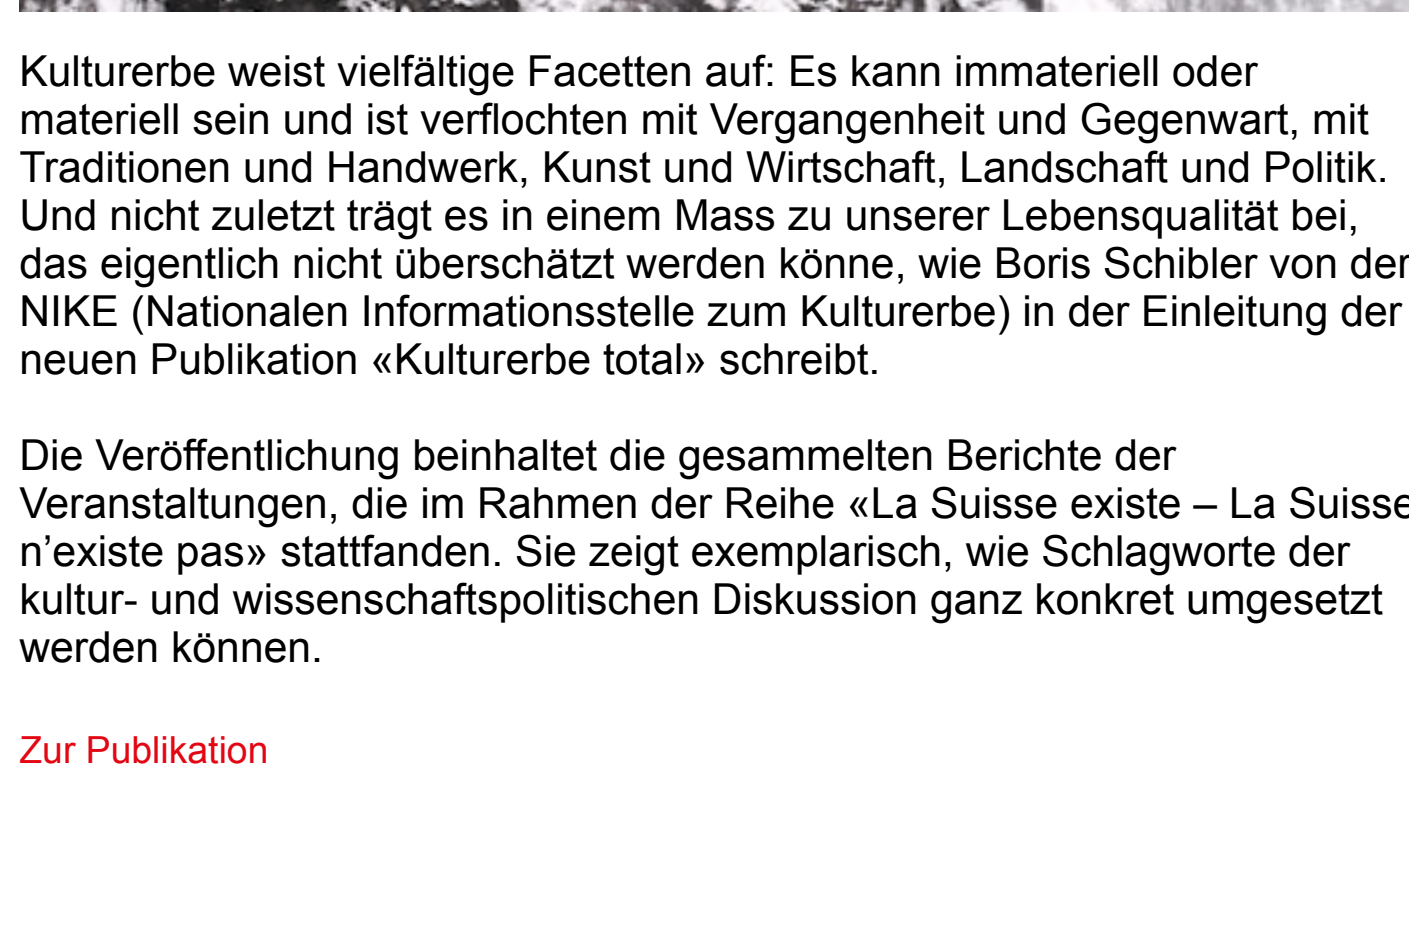 Kulturerbe weist vielfältige Facetten auf: Es kann immateriell oder
materiell sein und ist verflochten mit Vergangenheit und Gegenwart, mit
Traditionen und Handwerk, Kunst und Wirtschaft, Landschaft und Politik.
Und nicht zuletzt trägt es in einem Mass zu unserer Lebensqualität bei,
das eigentlich nicht überschätzt werden könne, wie Boris Schibler von der
NIKE (Nationalen Informationsstelle zum Kulturerbe) in der Einleitung der
neuen Publikation «Kulturerbe total» schreibt.
Die Veröffentlichung beinhaltet die gesammelten Berichte der
Veranstaltungen, die im Rahmen der Reihe «La Suisse existe – La Suisse
n’existe pas» stattfanden. Sie zeigt exemplarisch, wie Schlagworte der
kultur- und wissenschaftspolitischen Diskussion ganz konkret umgesetzt
werden können.
Zur Publikation